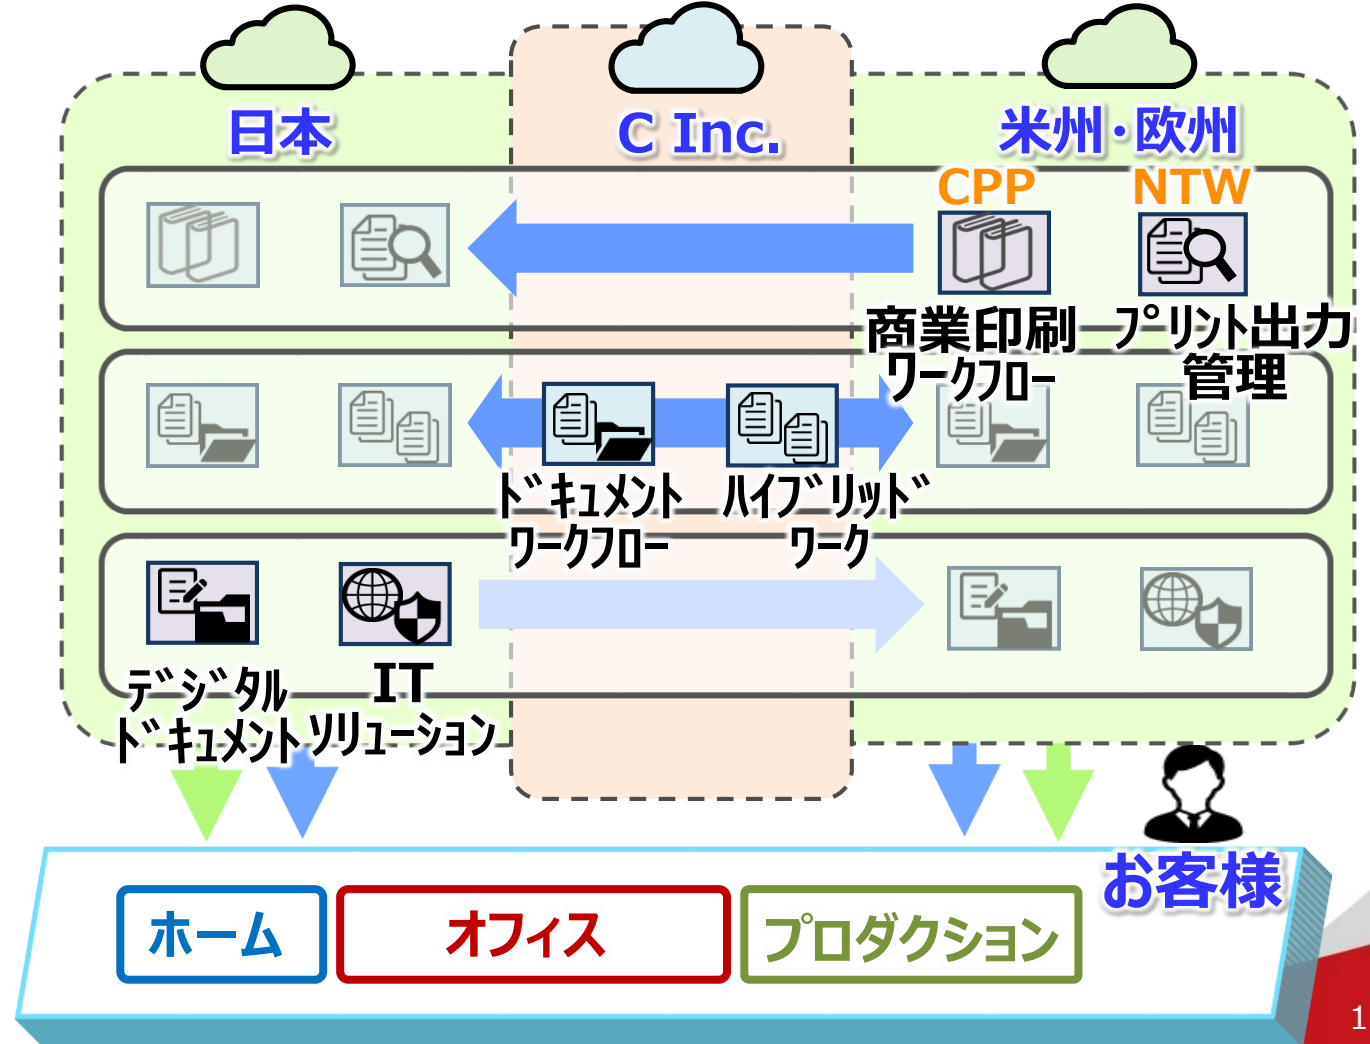 日本
C Inc.
米州・欧州
CPP
NTW
商業印刷
ワークフロー
プリント出力
管理
ドキュメント
ワークフロー
ハイブリッド
ワーク
デジタル
ドキュメント
IT
ソリューション
お客様
ホーム
オフィス
プロダクション
1